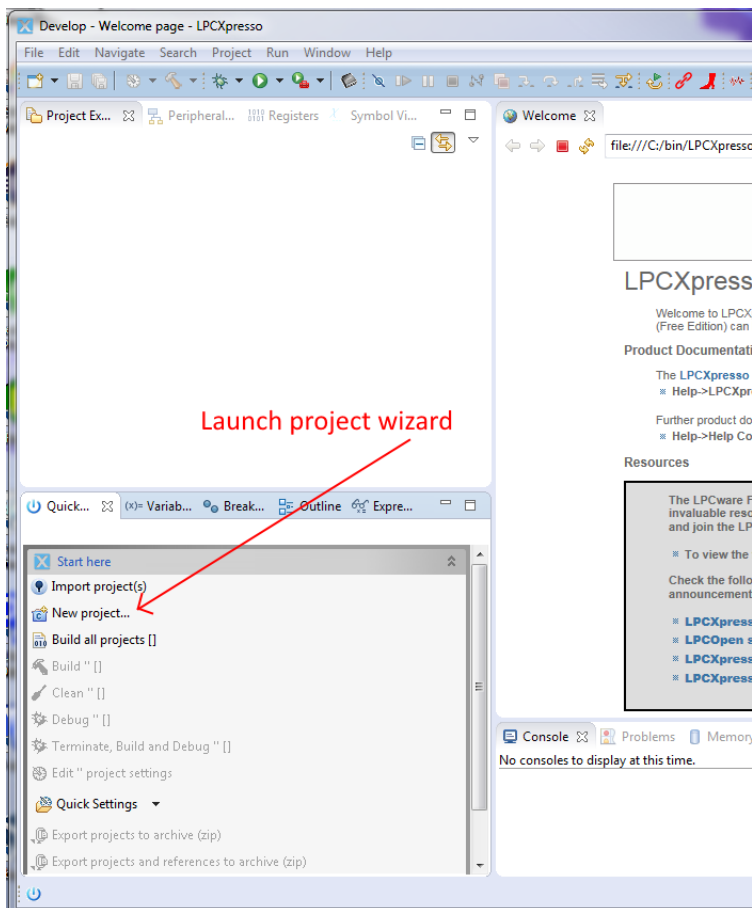 Develop - Welcome page - LPCXpresso
File Edit Navigate Search Project Run Window Help
Project Ex... Peripheral... Registers Symbol Vi...
Welcome
file:///C:/bin/LPCXpresso
LPCXpress
Welcome to LPCX
(Free Edition) can
Product Documentati
The LPCXpresso
Help->LPCXpre
Further product do
Help->Help Co
Resources
The LPCware F
invaluable reso
and join the LP
To view the
Check the follo
announcement
LPCXpress
LPCOpen s
LPCXpress
LPCXpress
Launch project wizard
Quick... (x)= Variab... Break... Outline Expre...
Start here
Import project(s)
New project...
Build all projects []
Build '' []
Clean '' []
Debug '' []
Terminate, Build and Debug '' []
Edit '' project settings
Quick Settings
Export projects to archive (zip)
Export projects and references to archive (zip)
Console Problems Memory
No consoles to display at this time.